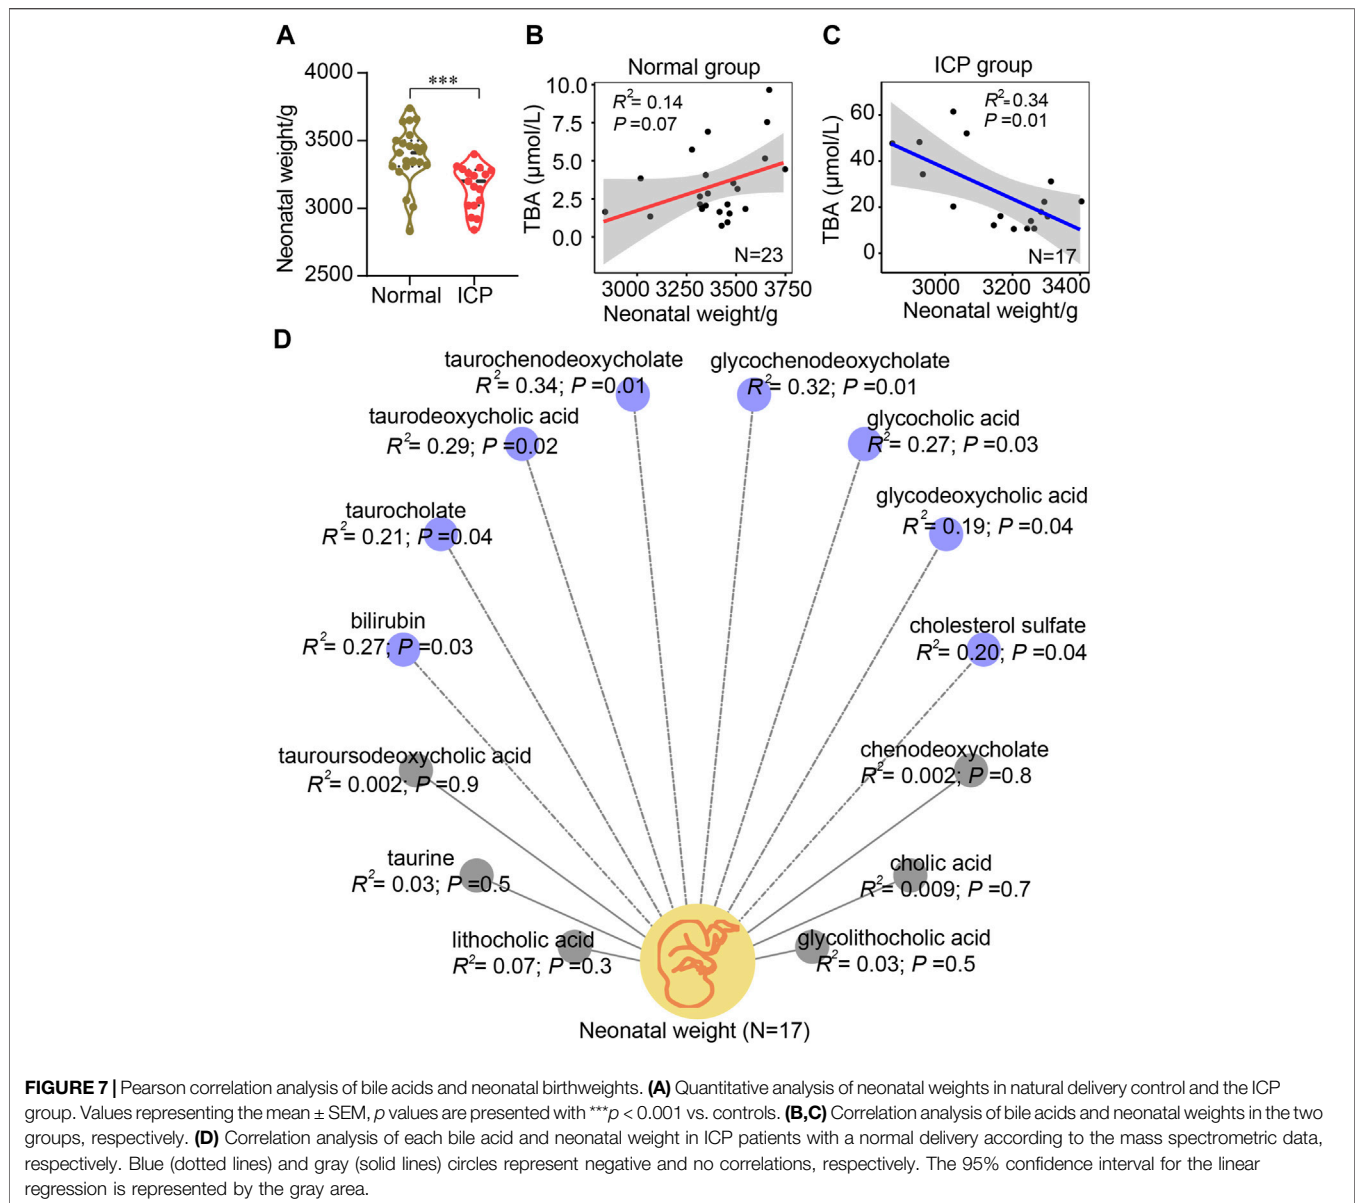 A
4000
3500
3000
2500
Neonatal weight/g
***
Normal ICP
B
Normal group
R²= 0.14
P=0.07
10.0
7.5
5.0
2.5
0.0
TBA (μmol/L)
N=23
3000 3250 3500 3750
Neonatal weight/g
C
ICP group
R²=0.34
P=0.01
60
40
20
0
TBA (μmol/L)
N=17
3000 3200 3400
Neonatal weight/g
D
taurochenodeoxycholate
R²= 0.34; P =0.01
glycochenodeoxycholate
R²= 0.32; P =0.01
taurodeoxycholic acid
R²= 0.29; P =0.02
glycocholic acid
R²= 0.27; P =0.03
taurocholate
R²= 0.21; P =0.04
glycodeoxycholic acid
R²= 0.19; P =0.04
bilirubin
R²= 0.27; P =0.03
cholesterol sulfate
R²= 0.20; P =0.04
tauroursodeoxycholic acid
R²= 0.002; P =0.9
chenodeoxycholate
R²= 0.002; P =0.8
taurine
R²= 0.03; P =0.5
cholic acid
R²= 0.009; P =0.7
lithocholic acid
R²= 0.07; P =0.3
glycolithocholic acid
R²= 0.03; P =0.5
Neonatal weight (N=17)
FIGURE 7 | Pearson correlation analysis of bile acids and neonatal birthweights. (A) Quantitative analysis of neonatal weights in natural delivery control and the ICP
group. Values representing the mean ± SEM, p values are presented with ***p < 0.001 vs. controls. (B,C) Correlation analysis of bile acids and neonatal weights in the two
groups, respectively. (D) Correlation analysis of each bile acid and neonatal weight in ICP patients with a normal delivery according to the mass spectrometric data,
respectively. Blue (dotted lines) and gray (solid lines) circles represent negative and no correlations, respectively. The 95% confidence interval for the linear
regression is represented by the gray area.